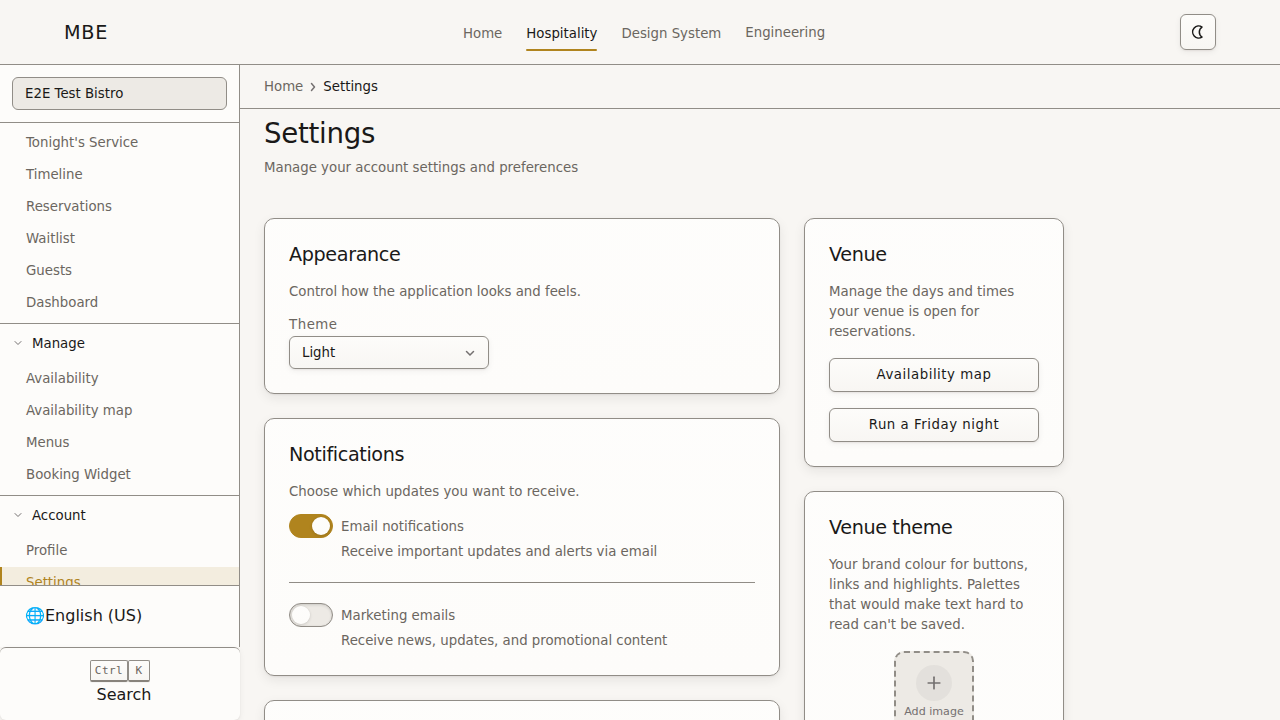 MBE
Home
Hospitality
Design System
Engineering
E2E Test Bistro
Tonight's Service
Timeline
Reservations
Waitlist
Guests
Dashboard
Manage
Availability
Availability map
Menus
Booking Widget
Account
Profile
Settings
English (US)
Ctrl K
Search
Home Settings
Settings
Manage your account settings and preferences
Appearance
Control how the application looks and feels.
Theme
Light
Notifications
Choose which updates you want to receive.
Email notifications
Receive important updates and alerts via email
Marketing emails
Receive news, updates, and promotional content
Venue
Manage the days and times
your venue is open for
reservations.
Availability map
Run a Friday night
Venue theme
Your brand colour for buttons,
links and highlights. Palettes
that would make text hard to
read can't be saved.
Add image